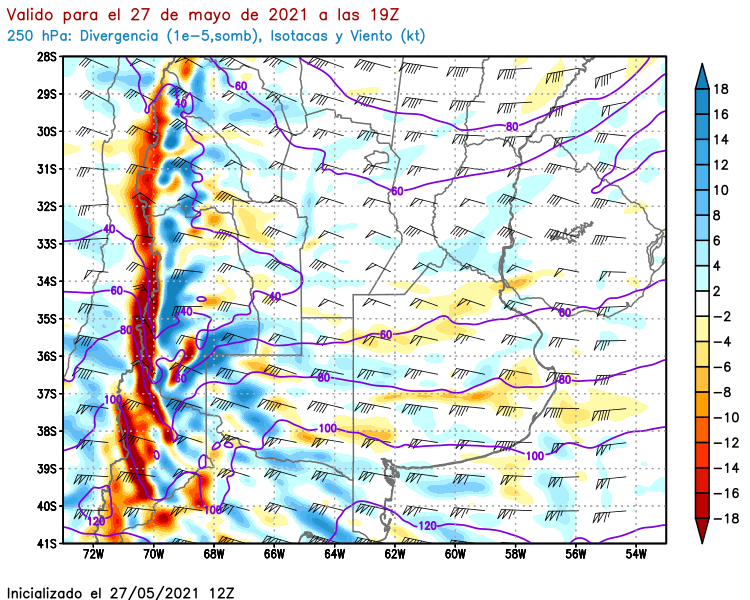 Valido para el 27 de mayo de 2021 a las 19Z
250 hPa: Divergencia (1e-5,somb), Isotacas y Viento (kt)
28S
29S
30S
31S
32S
33S
34S
35S
36S
37S
38S
39S
40S
41S
60
40
80
60
40
60
40
40
60
60
80
60
60
80
80
100
100
100
0
100
120
120
18
16
14
12
10
8
6
4
2
-2
-4
-6
-8
-10
-12
-14
-16
-18
72W 70W 68W 66W 64W 62W 60W 58W 56W 54W
Inicializado el 27/05/2021 12Z